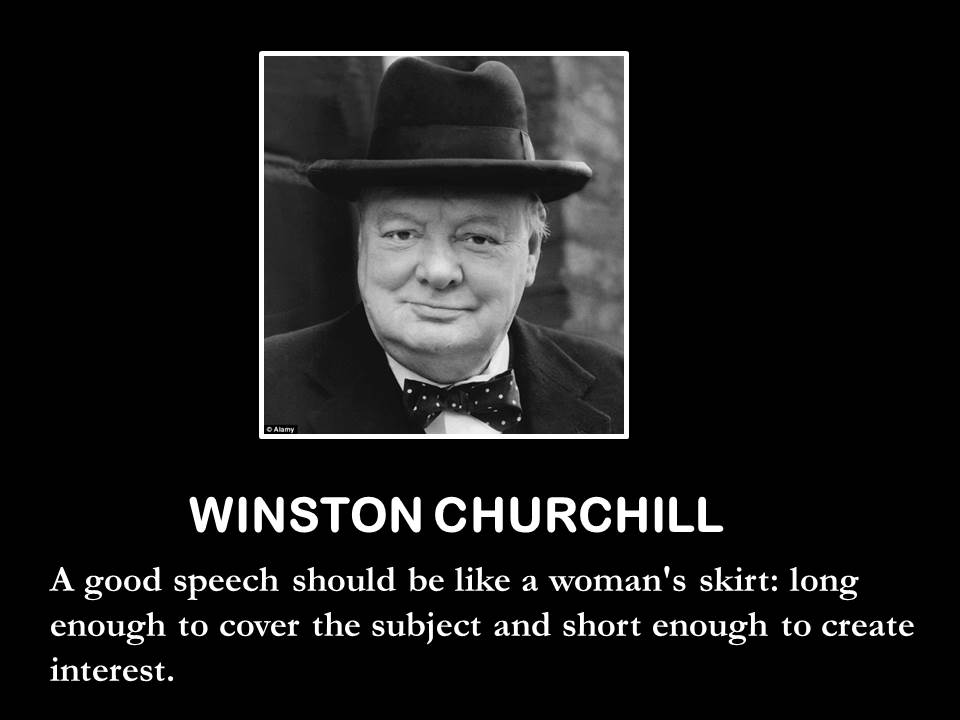 © Alamy
WINSTON CHURCHILL
A good speech should be like a woman's skirt: long
enough to cover the subject and short enough to create
interest.